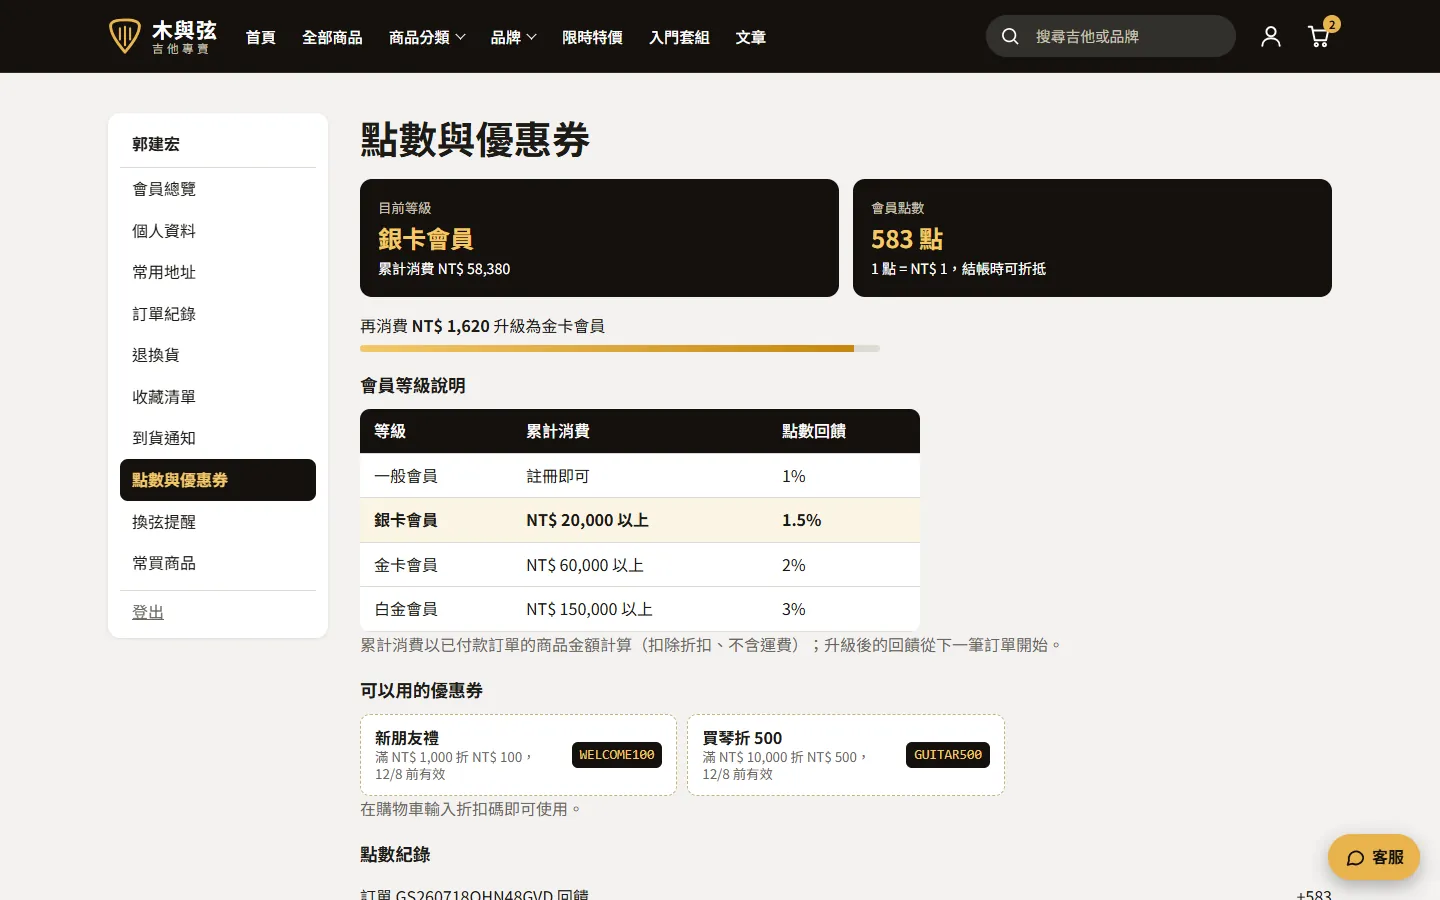 木與弦
吉他專賣
首頁 全部商品 商品分類 品牌 限時特價 入門套組 文章
搜尋吉他或品牌
2
郭建宏
會員總覽
個人資料
常用地址
訂單紀錄
退換貨
收藏清單
到貨通知
點數與優惠券
換弦提醒
常買商品
登出
點數與優惠券
目前等級
銀卡會員
累計消費 NT$ 58,380
會員點數
583 點
1 點 = NT$ 1，結帳時可折抵
再消費 NT$ 1,620 升級為金卡會員
會員等級說明
等級 累計消費 點數回饋
一般會員 註冊即可 1%
銀卡會員 NT$ 20,000 以上 1.5%
金卡會員 NT$ 60,000 以上 2%
白金會員 NT$ 150,000 以上 3%
累計消費以已付款訂單的商品金額計算（扣除折扣、不含運費）；升級後的回饋從下一筆訂單開始。
可以用的優惠券
新朋友禮
滿 NT$ 1,000 折 NT$ 100，
12/8 前有效
WELCOME100
買琴折 500
滿 NT$ 10,000 折 NT$ 500，
12/8 前有效
GUITAR500
在購物車輸入折扣碼即可使用。
點數紀錄
訂單 GS260718QHN48GVD 回饋 +583
客服